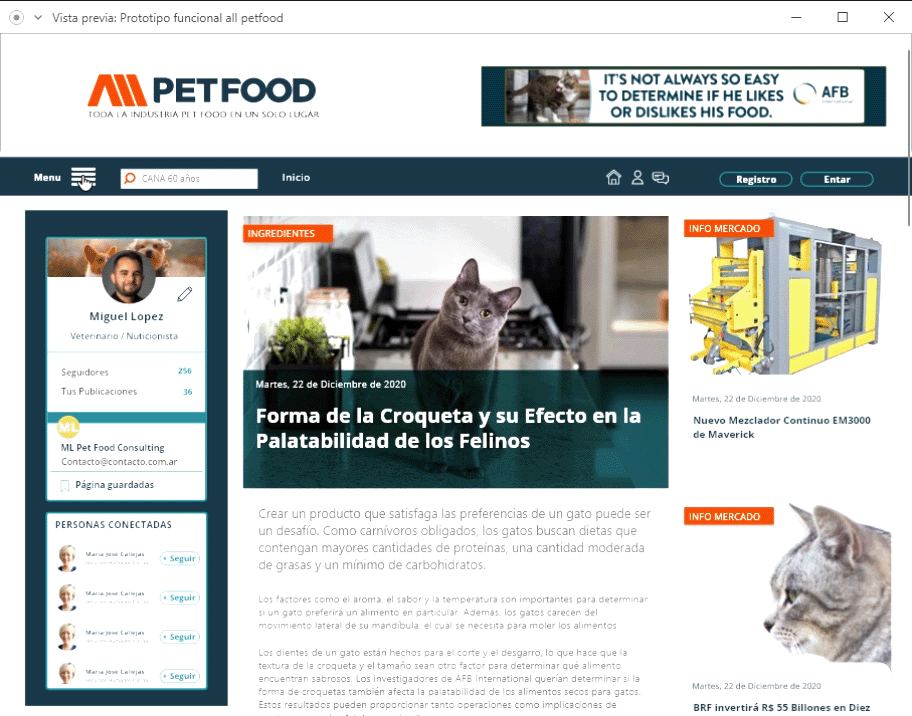 Vista previa: Prototipo funcional all petfood
PETFOOD
TODA LA INDUSTRIA PET FOOD EN UN SOLO LUGAR
IT'S NOT ALWAYS SO EASY
TO DETERMINE IF HE LIKES
OR DISLIKES HIS FOOD.
AFB
International
Menu
CANA 60 años
Inicio
Registro
Entar
Miguel Lopez
Veterinario / Nuticionista
Seguidores 256
Tus Publicaciones 36
ML
ML Pet Food Consulting
Contacto@contacto.com.ar
Página guardadas
PERSONAS CONECTADAS
Maria Jose Callejas
+ Seguir
Maria Jose Callejas
+ Seguir
Maria Jose Callejas
+ Seguir
Maria Jose Callejas
+ Seguir
INGREDIENTES
Martes, 22 de Diciembre de 2020
Forma de la Croqueta y su Efecto en la
Palatabilidad de los Felinos
Crear un producto que satisfaga las preferencias de un gato puede ser
un desafío. Como carnívoros obligados, los gatos buscan dietas que
contengan mayores cantidades de proteínas, una cantidad moderada
de grasas y un mínimo de carbohidratos.
Los factores como el aroma, el sabor y la temperatura son importantes para determinar
si un gato preferirá un alimento en particular. Además, los gatos carecen del
movimiento lateral de su mandíbula, el cual se necesita para moler los alimentos
Los dientes de un gato están hechos para el corte y el desgarro, lo que hace que la
textura de la croqueta y el tamaño sean otro factor para determinar qué alimento
encuentran sabrosos. Los investigadores de AFB International querían determinar si la
forma de croquetas también afecta la palatabilidad de los alimentos secos para gatos.
Estos resultados pueden proporcionar tanto operaciones como implicaciones de
INFO MERCADO
Martes, 22 de Diciembre de 2020
Nuevo Mezclador Continuo EM3000
de Maverick
INFO MERCADO
Martes, 22 de Diciembre de 2020
BRF invertirá R$ 55 Billones en Diez